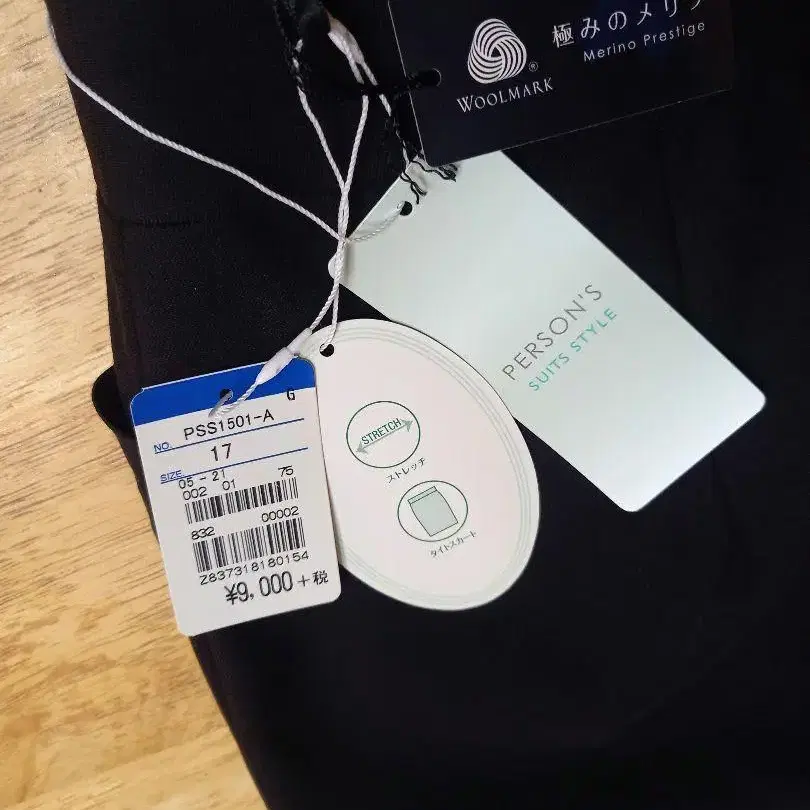 極みのメリノ
Merino Prestige
WOOLMARK
®
PERSON'S
SUITS STYLE
STRETCH
ストレッチ
タイトスカート
G
NO. PSS1501-A
17
SIZE
05-21
002 01 75
832 00002
Z837318180154
¥9,000+税